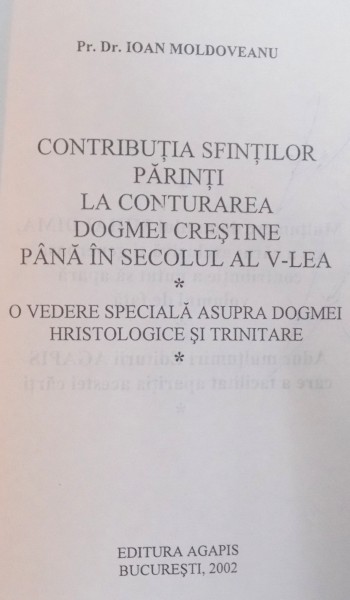 Pr. Dr. IOAN MOLDOVEANU
CONTRIBUȚIA SFINȚILOR
PĂRINȚI
LA CONTURAREA
DOGMEI CREȘTINE
PÂNĂ ÎN SECOLUL AL V-LEA
*
O VEDERE SPECIALĂ ASUPRA DOGMEI
HRISTOLOGICE ȘI TRINITARE
*
EDITURA AGAPIS
BUCUREȘTI, 2002